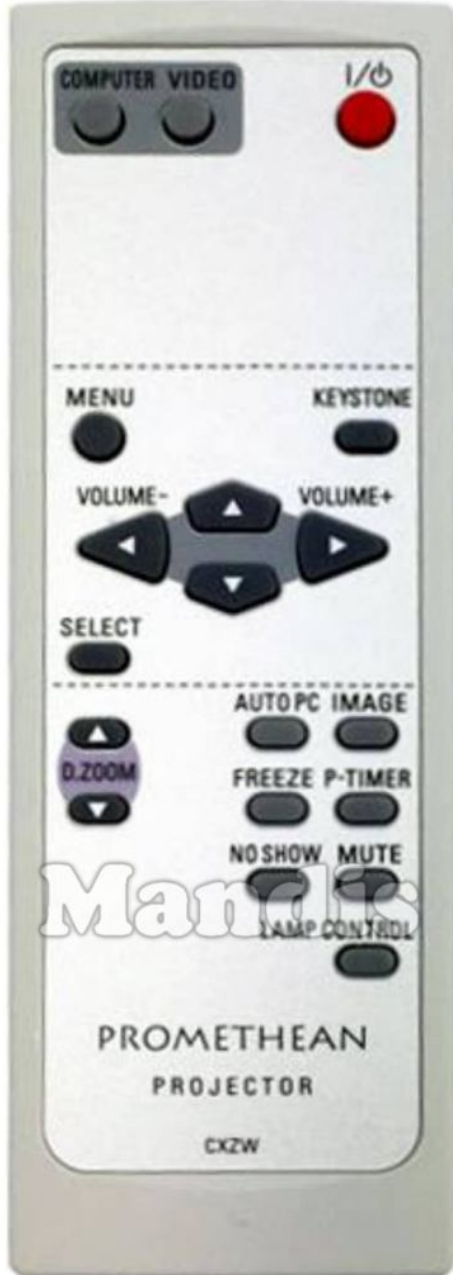 COMPUTER VIDEO
I/⏻
MENU
KEYSTONE
VOLUME-
VOLUME+
SELECT
AUTO PC IMAGE
D.ZOOM
FREEZE P-TIMER
NO SHOW MUTE
Mandis
LAMP CONTROL
PROMETHEAN
PROJECTOR
CXZW